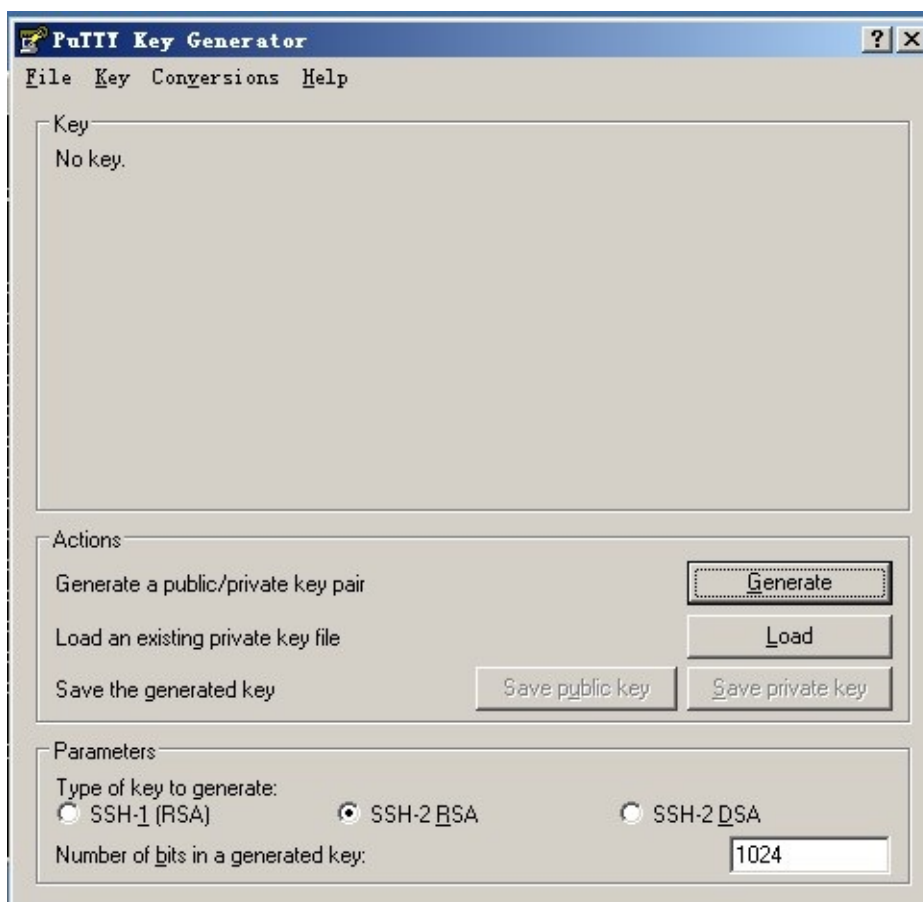 PuTTY Key Generator
File Key Conversions Help
Key
No key.
Actions
Generate a public/private key pair
Generate
Load an existing private key file
Load
Save the generated key
Save public key
Save private key
Parameters
Type of key to generate:
SSH-1 (RSA)
SSH-2 RSA
SSH-2 DSA
Number of bits in a generated key:
1024